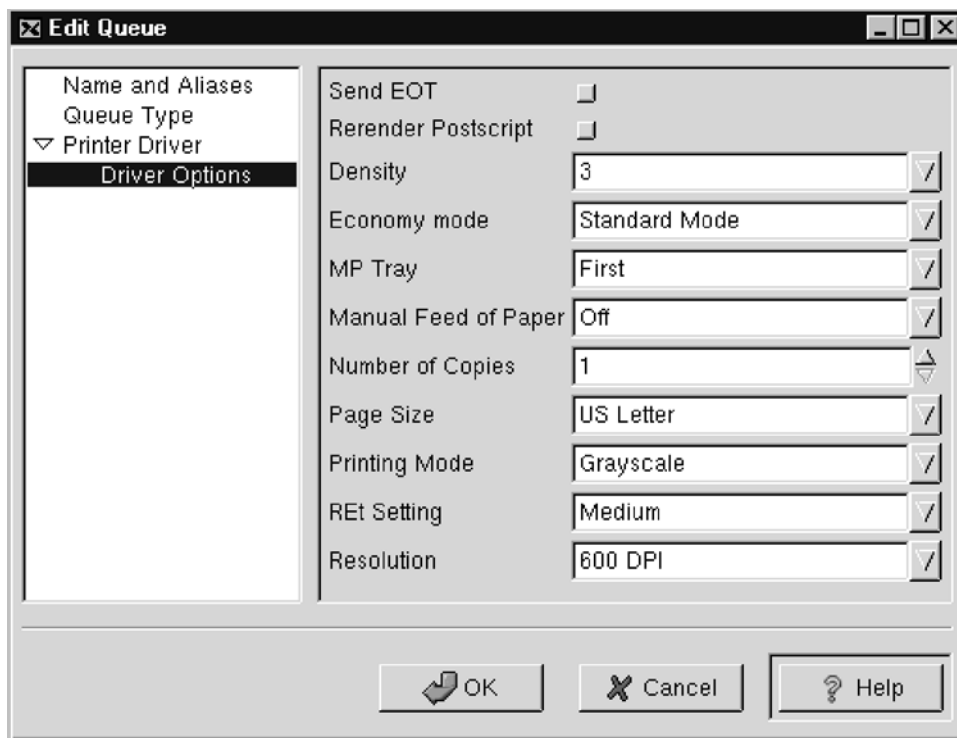 Edit Queue
Name and Aliases
Queue Type
Printer Driver
Driver Options
Send EOT
Rerender Postscript
Density 3
Economy mode Standard Mode
MP Tray First
Manual Feed of Paper Off
Number of Copies 1
Page Size US Letter
Printing Mode Grayscale
REt Setting Medium
Resolution 600 DPI
OK Cancel ? Help